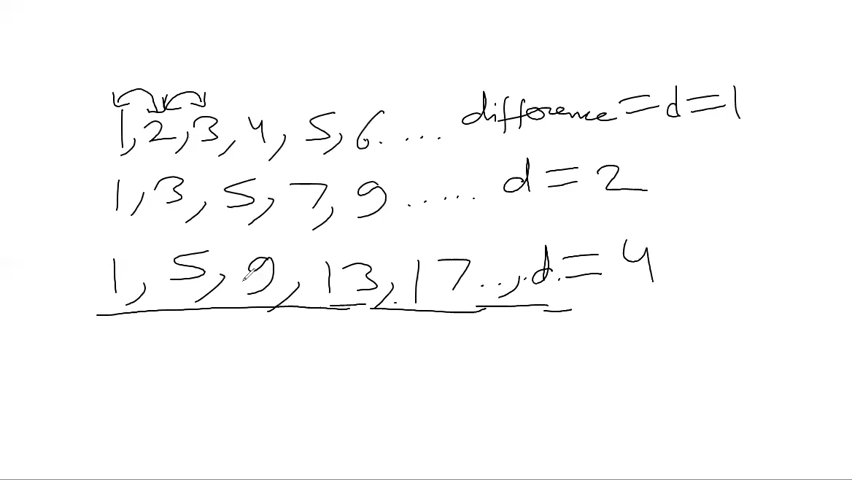 1, 2, 3, 4, 5, 6. ... difference = d = 1
1, 3, 5, 7, 9 ..... d = 2
1, 5, 9, 13, 17 .., d = 4